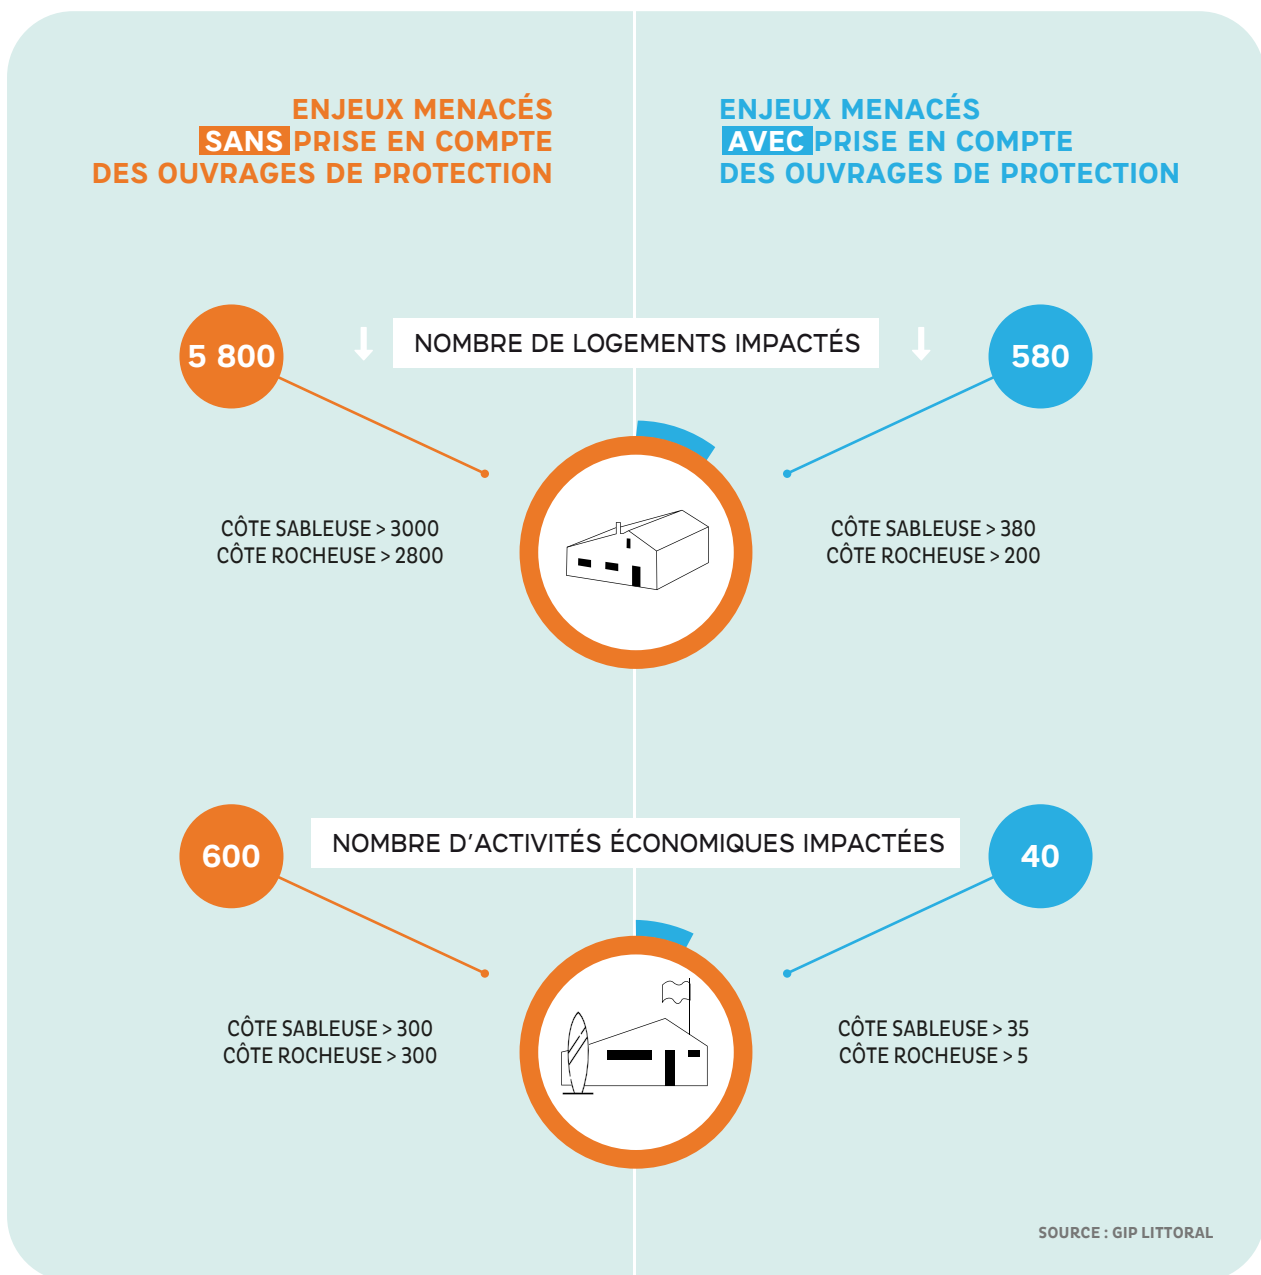 ENJEUX MENACÉS
SANS PRISE EN COMPTE
DES OUVRAGES DE PROTECTION
ENJEUX MENACÉS
AVEC PRISE EN COMPTE
DES OUVRAGES DE PROTECTION
5 800
NOMBRE DE LOGEMENTS IMPACTÉS
580
CÔTE SABLEUSE > 3000
CÔTE ROCHEUSE > 2800
CÔTE SABLEUSE > 380
CÔTE ROCHEUSE > 200
600
NOMBRE D'ACTIVITÉS ÉCONOMIQUES IMPACTÉES
40
CÔTE SABLEUSE > 300
CÔTE ROCHEUSE > 300
CÔTE SABLEUSE > 35
CÔTE ROCHEUSE > 5
SOURCE : GIP LITTORAL